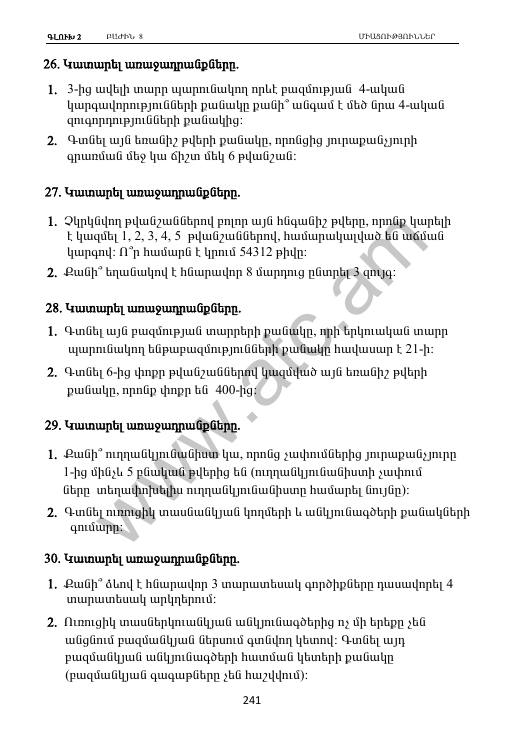 ԳԼՈՒԽ 2 ԲԱԺԻՆ 8 ՄԻԱՑՈՒԹՅՈՒՆՆԵՐ
26. Կատարել առաջադրանքները.
1. 3-ից ավելի տարր պարունակող որևէ բազմության 4-ական
կարգավորությունների քանակը քանի՞ անգամ է մեծ նրա 4-ական
զուգորդությունների քանակից:
2. Գտնել այն եռանիշ թվերի քանակը, որոնցից յուրաքանչյուրի
գրառման մեջ կա ճիշտ մեկ 6 թվանշան:
27. Կատարել առաջադրանքները.
1. Չկրկնվող թվանշաններով բոլոր այն հնգանիշ թվերը, որոնք կարելի
է կազմել 1, 2, 3, 4, 5 թվանշաններով, համարակալված են աճման
կարգով: Ո՞ր համարն է կրում 54312 թիվը:
2. Քանի՞ եղանակով է հնարավոր 8 մարդուց ընտրել 3 զույգ:
28. Կատարել առաջադրանքները.
1. Գտնել այն բազմության տարրերի քանակը, որի երկուական տարր
պարունակող ենթաբազմությունների քանակը հավասար է 21-ի:
2. Գտնել 6-ից փոքր թվանշաններով կազմված այն եռանիշ թվերի
քանակը, որոնք փոքր են 400-ից:
29. Կատարել առաջադրանքները.
1. Քանի՞ ուղղանկյունանիստ կա, որոնց չափումներից յուրաքանչյուրը
1-ից մինչև 5 բնական թվերից են (ուղղանկյունանիստի չափում
ները տեղափոխելիս ուղղանկյունանիստը համարել նույնը):
2. Գտնել ուռուցիկ տասնանկյան կողմերի և անկյունագծերի քանակների
գումարը:
30. Կատարել առաջադրանքները.
1. Քանի՞ ձևով է հնարավոր 3 տարատեսակ գործիքները դասավորել 4
տարատեսակ արկղերում:
2. Ուռուցիկ տասներկուանկյան անկյունագծերից ոչ մի երեքը չեն
անցնում բազմանկյան ներսում գտնվող կետով: Գտնել այդ
բազմանկյան անկյունագծերի հատման կետերի քանակը
(բազմանկյան գագաթները չեն հաշվվում):
241
www.atc.am